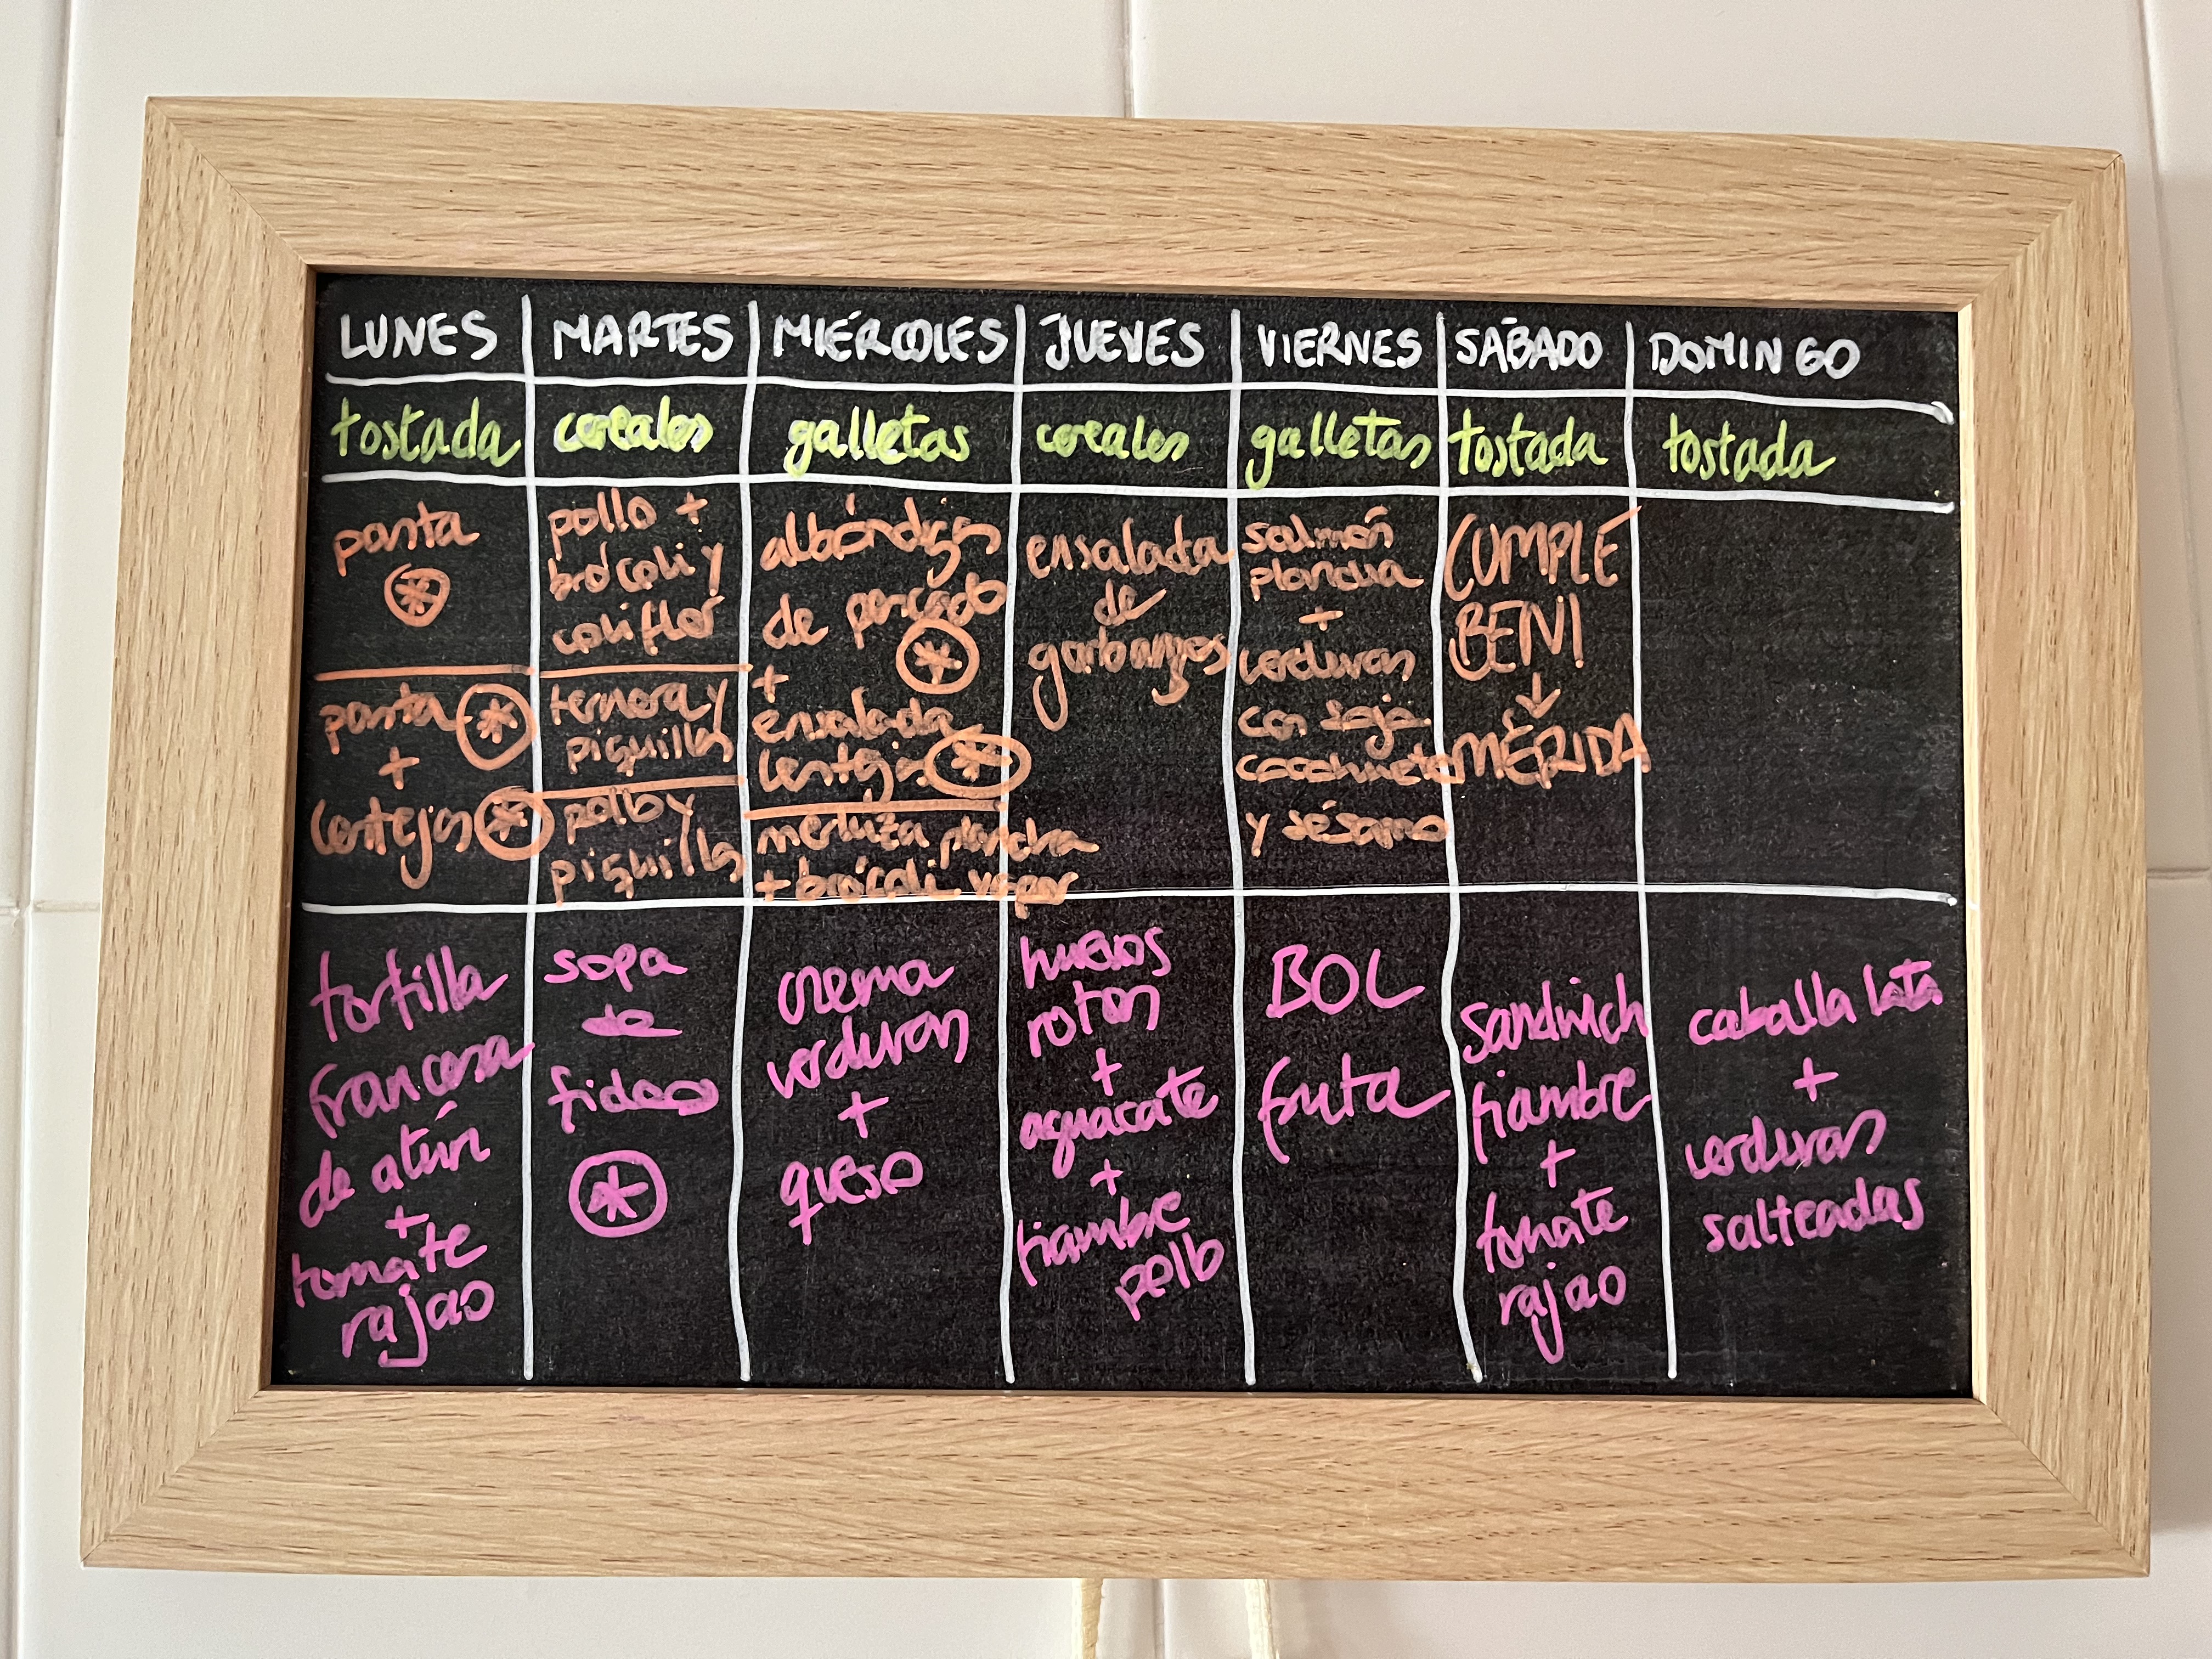 LUNES MARTES MIÉRCOLES JUEVES VIERNES SÁBADO DOMINGO
tostada cereales galletas cereales galletas tostada tostada
pasta
pasta
+
lentejas
pollo +
brócoli y
coliflor
ternera y
piquillos
pollo y
piquillos
albóndigas
de pescado
+
ensalada
lentejas
merluza plancha
+ brócoli vapor
ensalada
de
garbanzos
salmón
plancha
+
verduras
con soja
cacahuete
y sésamo
CUMPLE
BENI
↓
MÉRIDA
tortilla
francesa
de atún
+
tomate
rajao
sopa
de
fideos
crema
verduras
+
queso
huevos
rotos
+
aguacate
+
fiambre
pollo
BOL
fruta
sandwich
fiambre
+
tomate
rajao
caballa lata
+
verduras
salteadas